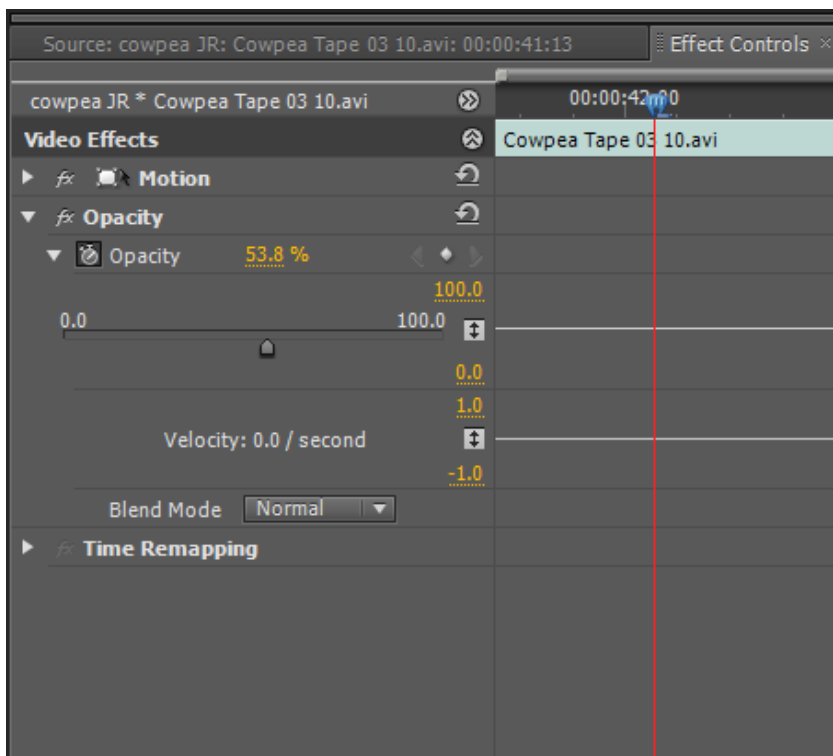 Source: cowpea JR: Cowpea Tape 03 10.avi: 00:00:41:13 Effect Controls ×
cowpea JR * Cowpea Tape 03 10.avi 00:00:42:00
Video Effects Cowpea Tape 03 10.avi
fx Motion
fx Opacity
Opacity 53.8 %
100.0
0.0 100.0
0.0
1.0
Velocity: 0.0 / second
-1.0
Blend Mode Normal
fx Time Remapping